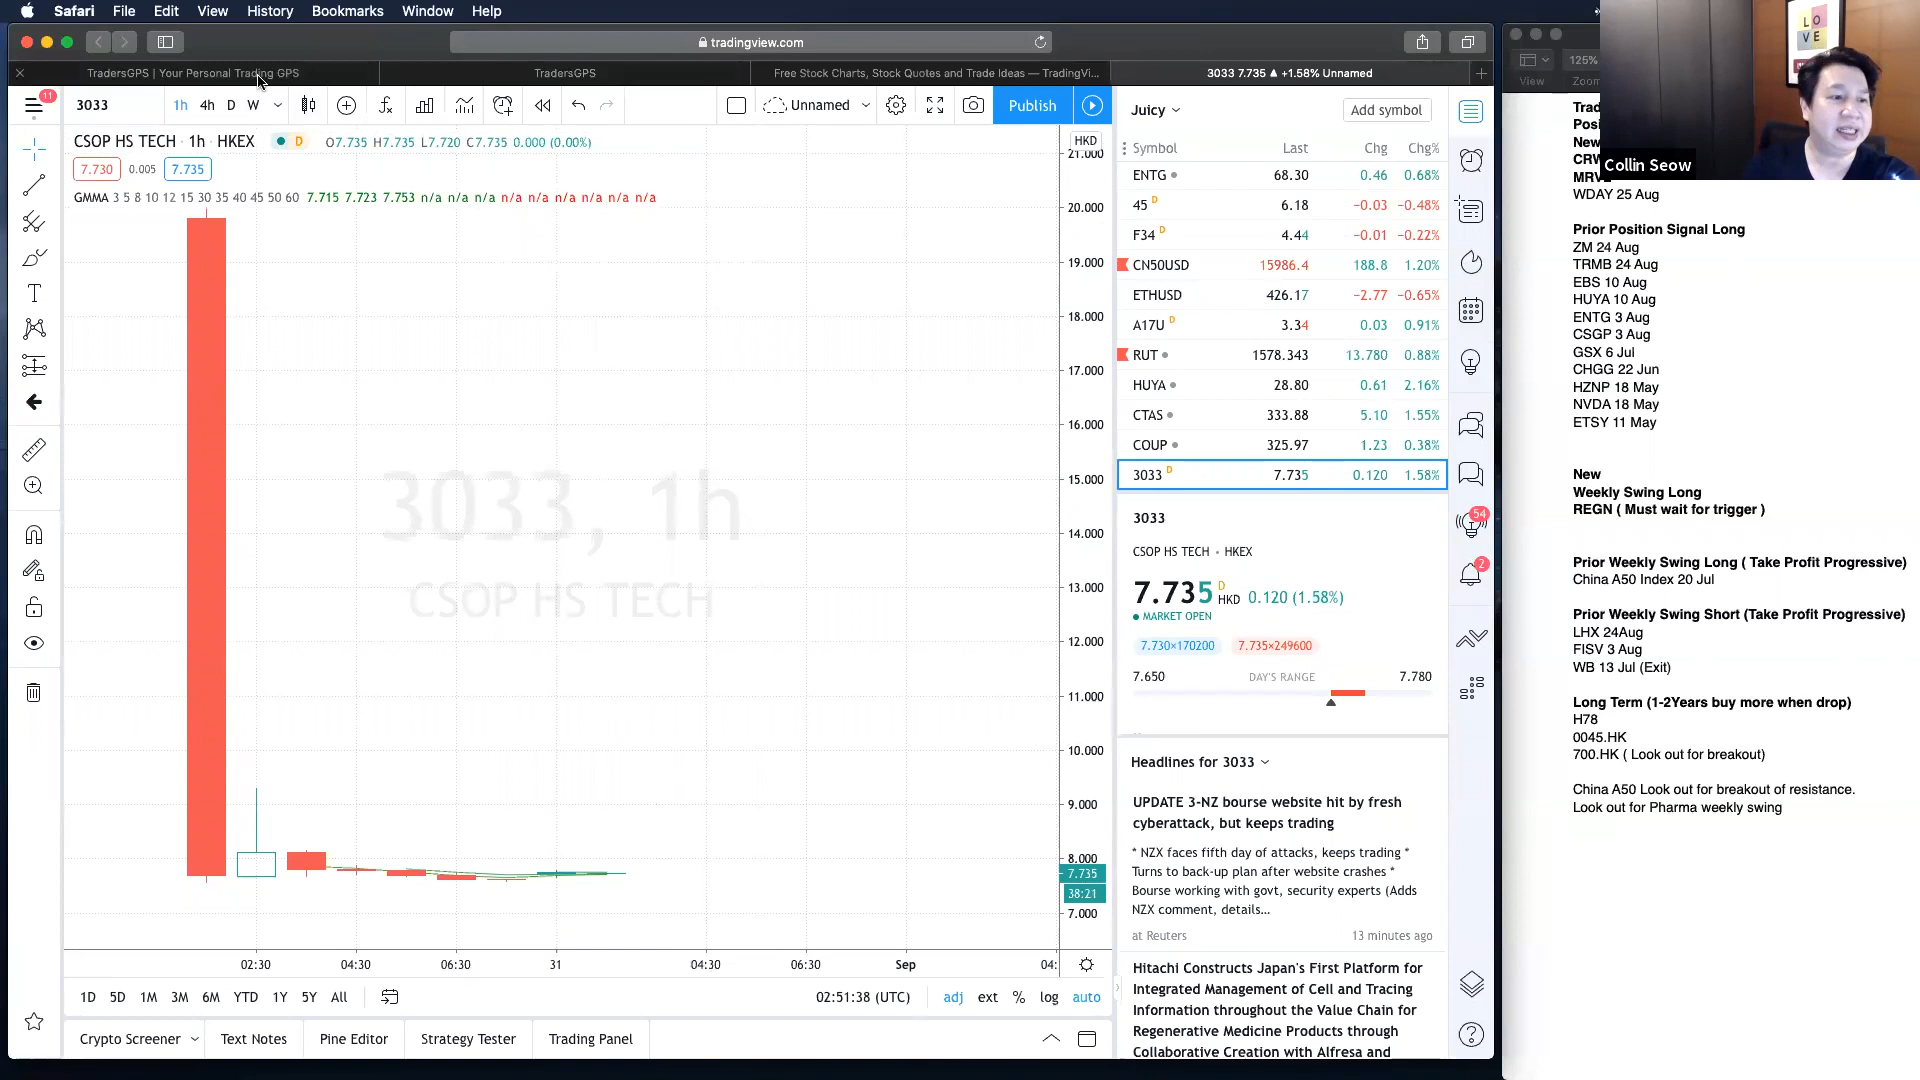 Safari File Edit View History Bookmarks Window Help
tradingview.com
TradersGPS | Your Personal Trading GPS
TradersGPS
Free Stock Charts, Stock Quotes and Trade Ideas — TradingVi...
3033 7.735 ▲ +1.58% Unnamed
11
3033
1h 4h D W
Unnamed
Publish
CSOP HS TECH · 1h · HKEX
D
O7.735 H7.735 L7.720 C7.735 0.000 (0.00%)
7.730
0.005
7.735
GMMA 3 5 8 10 12 15 30 35 40 45 50 60 7.715 7.723 7.753 n/a n/a n/a n/a n/a n/a n/a n/a n/a
3033, 1h
CSOP HS TECH
HKD
21.000
20.000
19.000
18.000
17.000
16.000
15.000
14.000
13.000
12.000
11.000
10.000
9.000
8.000
7.735
38:21
7.000
02:30 04:30 06:30 31 04:30 06:30 Sep 04:
1D 5D 1M 3M 6M YTD 1Y 5Y All
02:51:38 (UTC)
adj ext % log auto
Crypto Screener
Text Notes
Pine Editor
Strategy Tester
Trading Panel
Juicy
Add symbol
Symbol Last Chg Chg%
ENTG 68.30 0.46 0.68%
45 D 6.18 −0.03 −0.48%
F34 D 4.44 −0.01 −0.22%
CN50USD 15986.4 188.8 1.20%
ETHUSD 426.17 −2.77 −0.65%
A17U D 3.34 0.03 0.91%
RUT 1578.343 13.780 0.88%
HUYA 28.80 0.61 2.16%
CTAS 333.88 5.10 1.55%
COUP 325.97 1.23 0.38%
3033 D 7.735 0.120 1.58%
3033
CSOP HS TECH • HKEX
7.735 D HKD 0.120 (1.58%)
MARKET OPEN
7.730×170200 7.735×249600
7.650 DAY'S RANGE 7.780
Headlines for 3033
UPDATE 3-NZ bourse website hit by fresh
cyberattack, but keeps trading
* NZX faces fifth day of attacks, keeps trading *
Turns to back-up plan after website crashes *
Bourse working with govt, security experts (Adds
NZX comment, details...
at Reuters 13 minutes ago
Hitachi Constructs Japan's First Platform for
Integrated Management of Cell and Tracing
Information throughout the Value Chain for
Regenerative Medicine Products through
Collaborative Creation with Alfresa and
54
2
View
125%
Zoom
LOVE
Collin Seow
New
WDAY 25 Aug
Prior Position Signal Long
ZM 24 Aug
TRMB 24 Aug
EBS 10 Aug
HUYA 10 Aug
ENTG 3 Aug
CSGP 3 Aug
GSX 6 Jul
CHGG 22 Jun
HZNP 18 May
NVDA 18 May
ETSY 11 May
New
Weekly Swing Long
REGN ( Must wait for trigger )
Prior Weekly Swing Long ( Take Profit Progressive)
China A50 Index 20 Jul
Prior Weekly Swing Short (Take Profit Progressive)
LHX 24Aug
FISV 3 Aug
WB 13 Jul (Exit)
Long Term (1-2Years buy more when drop)
H78
0045.HK
700.HK ( Look out for breakout)
China A50 Look out for breakout of resistance.
Look out for Pharma weekly swing